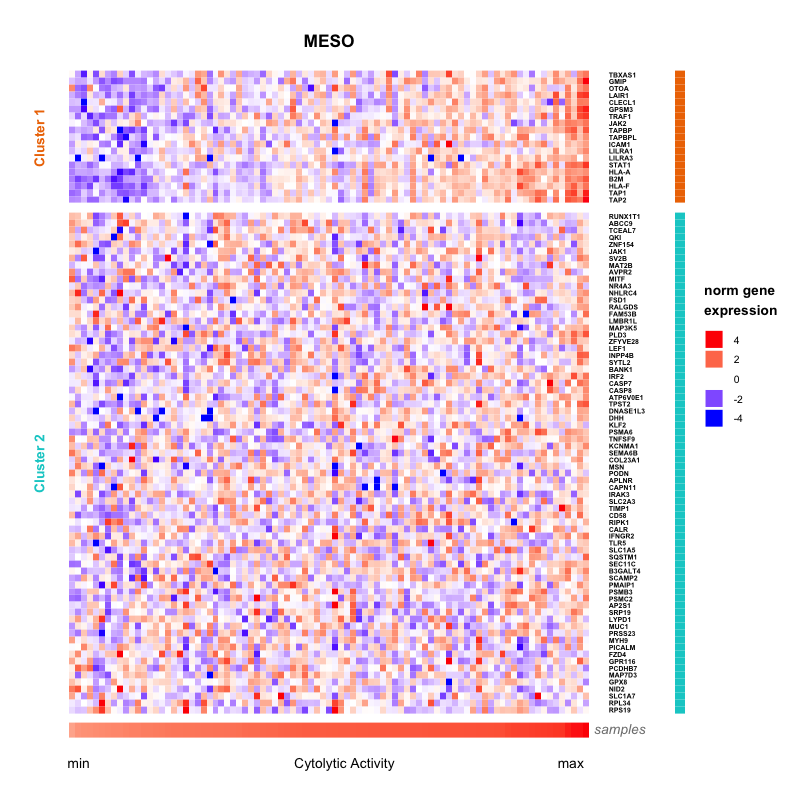 MESO
Cluster 1
TBXAS1
GMIP
OTOA
LAIR1
CLECL1
GPSM3
TRAF1
JAK2
TAPBP
TAPBPL
ICAM1
LILRA1
LILRA3
STAT1
HLA-A
B2M
HLA-F
TAP1
TAP2
Cluster 2
RUNX1T1
ABCC9
TCEAL7
QKI
ZNF154
JAK1
SV2B
MAT2B
AVPR2
MITF
NR4A3
NHLRC4
FSD1
RALGDS
FAM53B
LMBR1L
MAP3K5
PLD3
ZFYVE28
LEF1
INPP4B
SYTL2
BANK1
IRF2
CASP7
CASP8
ATP6V0E1
TPST2
DNASE1L3
DHH
KLF2
PSMA6
TNFSF9
KCNMA1
SEMA6B
COL23A1
MSN
PODN
APLNR
CAPN11
IRAK3
SLC2A3
TIMP1
CD58
RIPK1
CALR
IFNGR2
TLR5
SLC1A5
SQSTM1
SEC11C
B3GALT4
SCAMP2
PMAIP1
PSMB3
PSMC2
AP2S1
SRP19
LYPD1
MUC1
PRSS23
MYH9
PICALM
FZD4
GPR116
PCDHB7
MAP7D3
GPX8
NID2
SLC1A7
RPL34
RPS19
norm gene
expression
4
2
0
-2
-4
samples
min
Cytolytic Activity
max